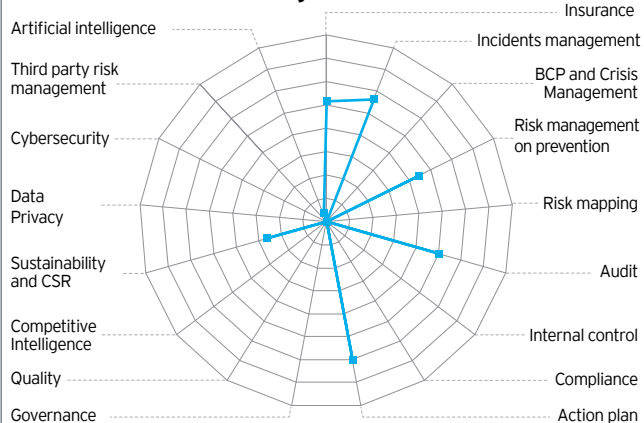 Insurance
Artificial intelligence
Incidents management
Third party risk
management
BCP and Crisis
Management
Cybersecurity
Risk management
on prevention
Data
Privacy
Risk mapping
Sustainability
and CSR
Audit
Competitive
Intelligence
Internal control
Quality
Compliance
Governance
Action plan